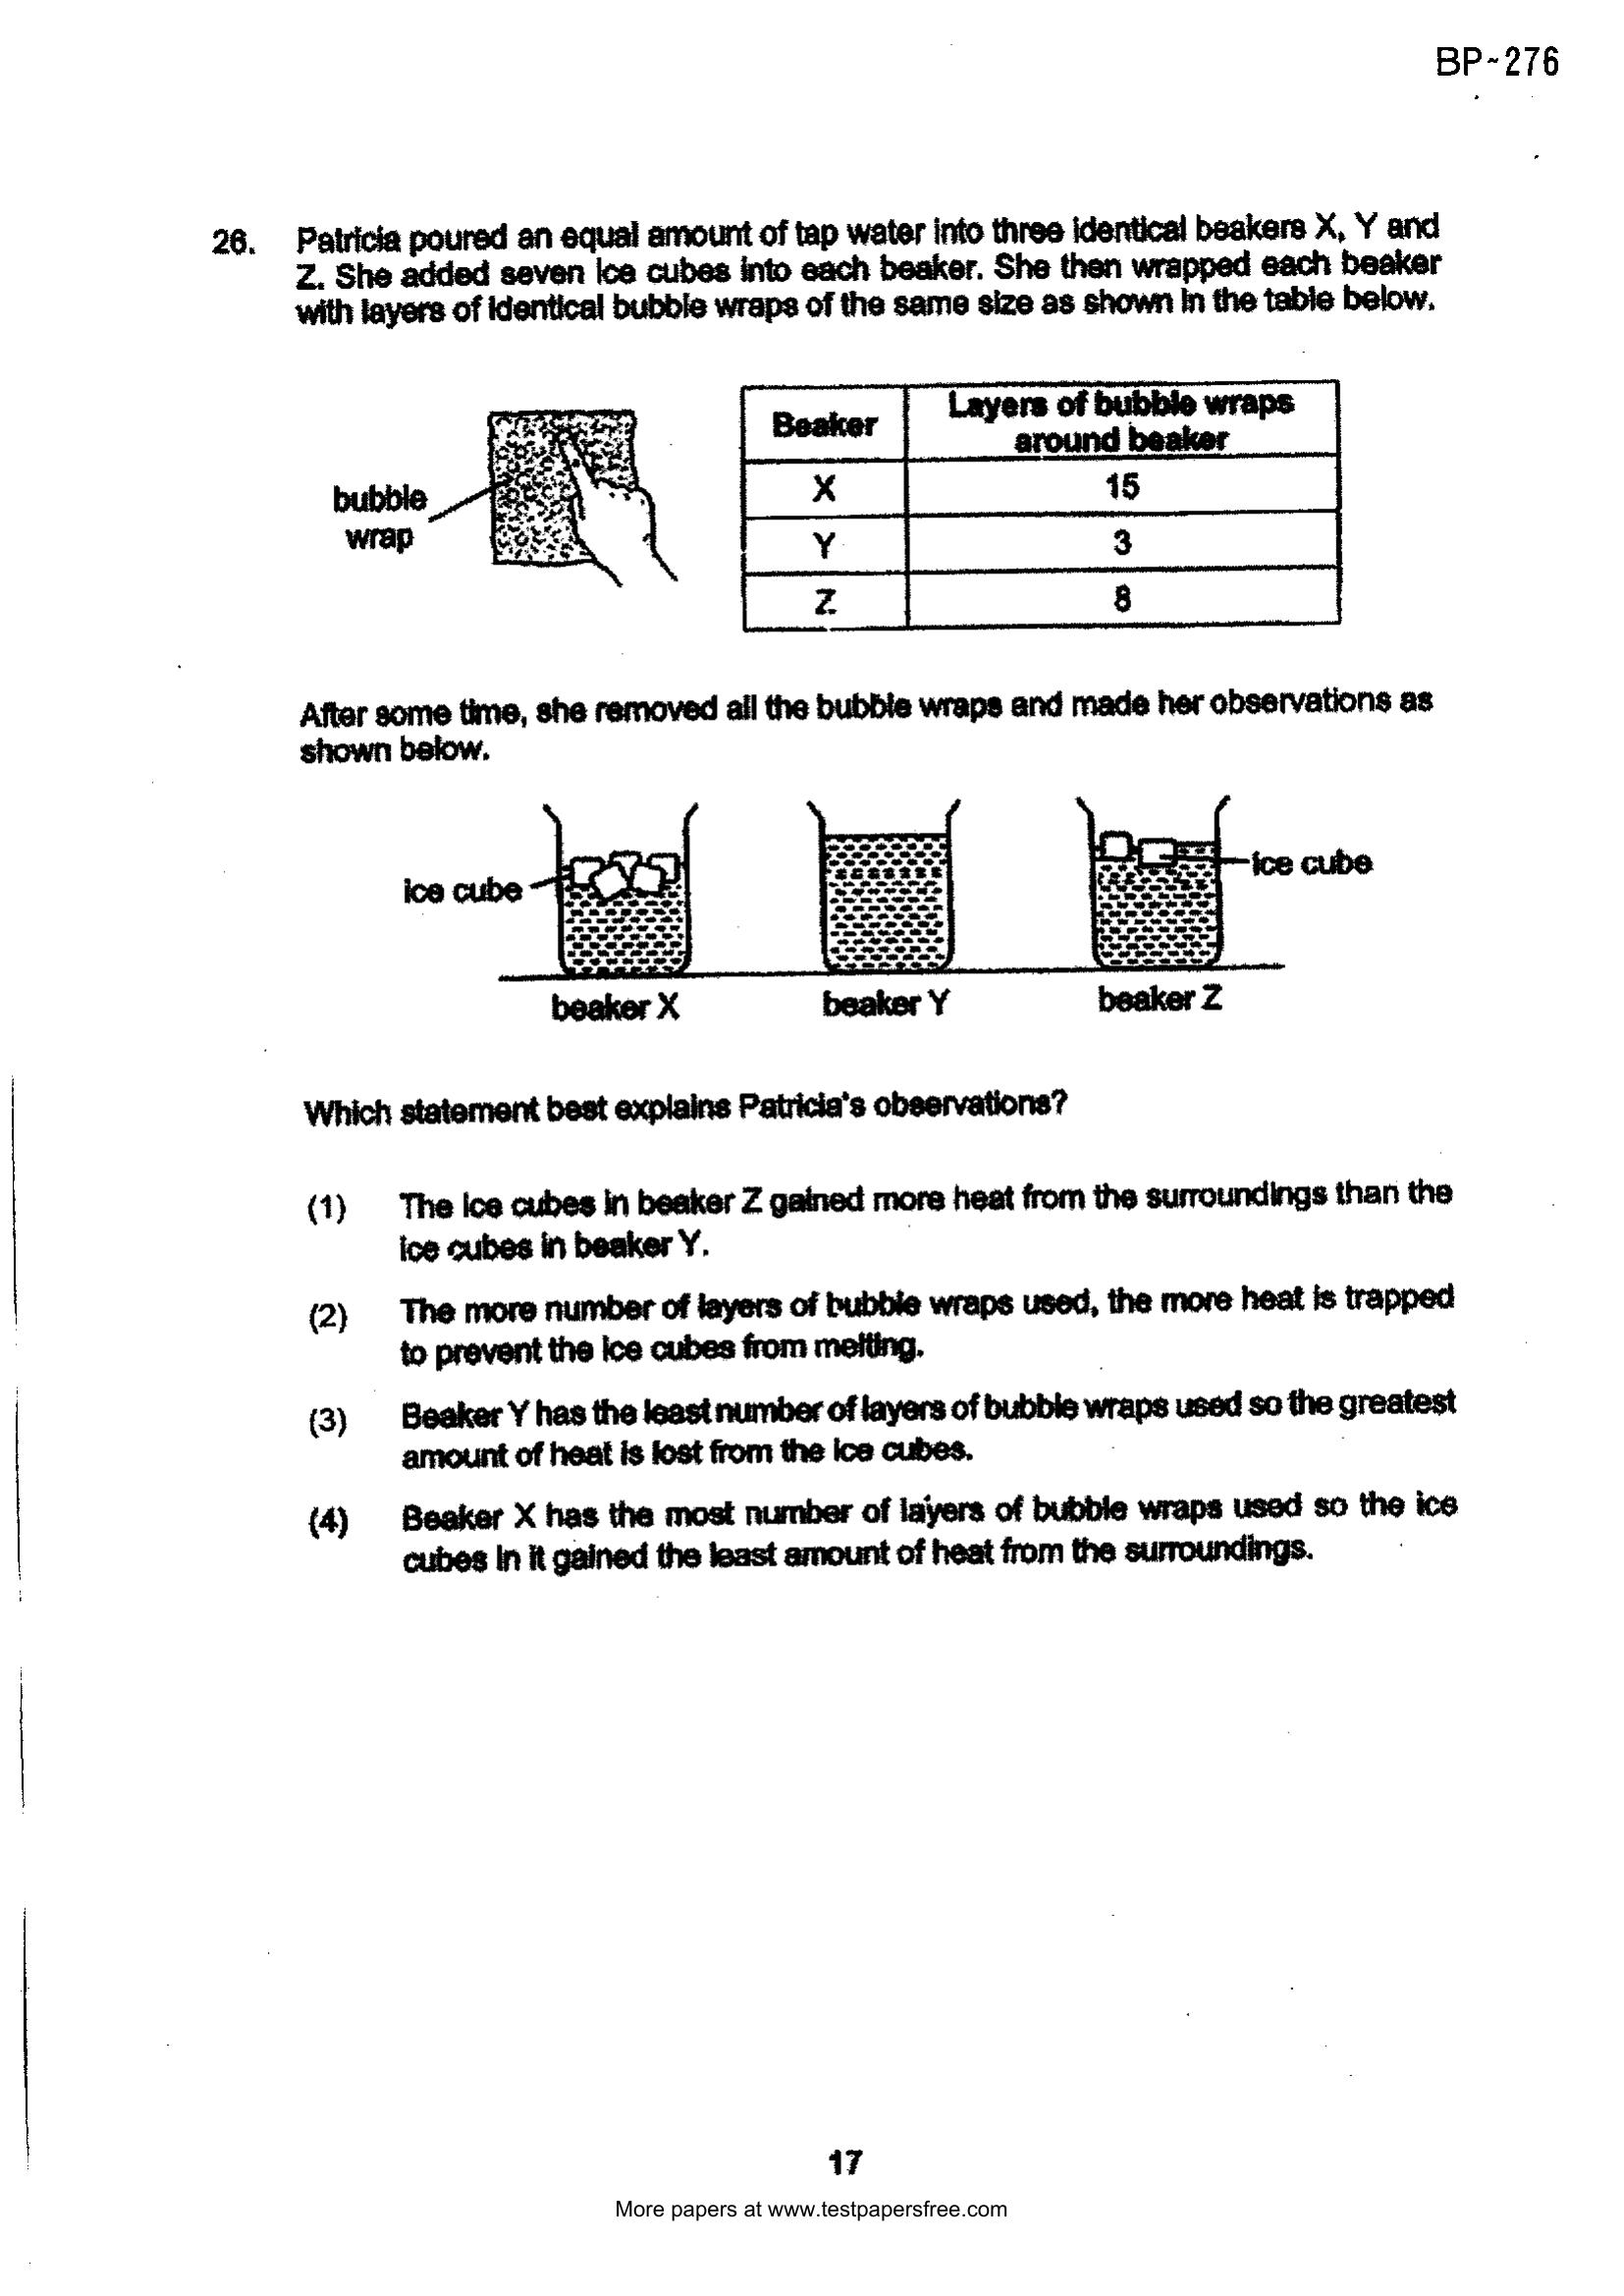 BP~276
26. Patricia poured an equal amount of tap water into three identical beakers X, Y and
Z. She added seven ice cubes into each beaker. She then wrapped each beaker
with layers of identical bubble wraps of the same size as shown in the table below.
bubble
wrap
Beaker
Layers of bubble wraps
around beaker
X 15
Y 3
Z 8
After some time, she removed all the bubble wraps and made her observations as
shown below.
ice cube
ice cube
beaker X
beaker Y
beaker Z
Which statement best explains Patricia's observations?
(1) The ice cubes in beaker Z gained more heat from the surroundings than the
ice cubes in beaker Y.
(2) The more number of layers of bubble wraps used, the more heat is trapped
to prevent the ice cubes from melting.
(3) Beaker Y has the least number of layers of bubble wraps used so the greatest
amount of heat is lost from the ice cubes.
(4) Beaker X has the most number of layers of bubble wraps used so the ice
cubes in it gained the least amount of heat from the surroundings.
17
More papers at www.testpapersfree.com